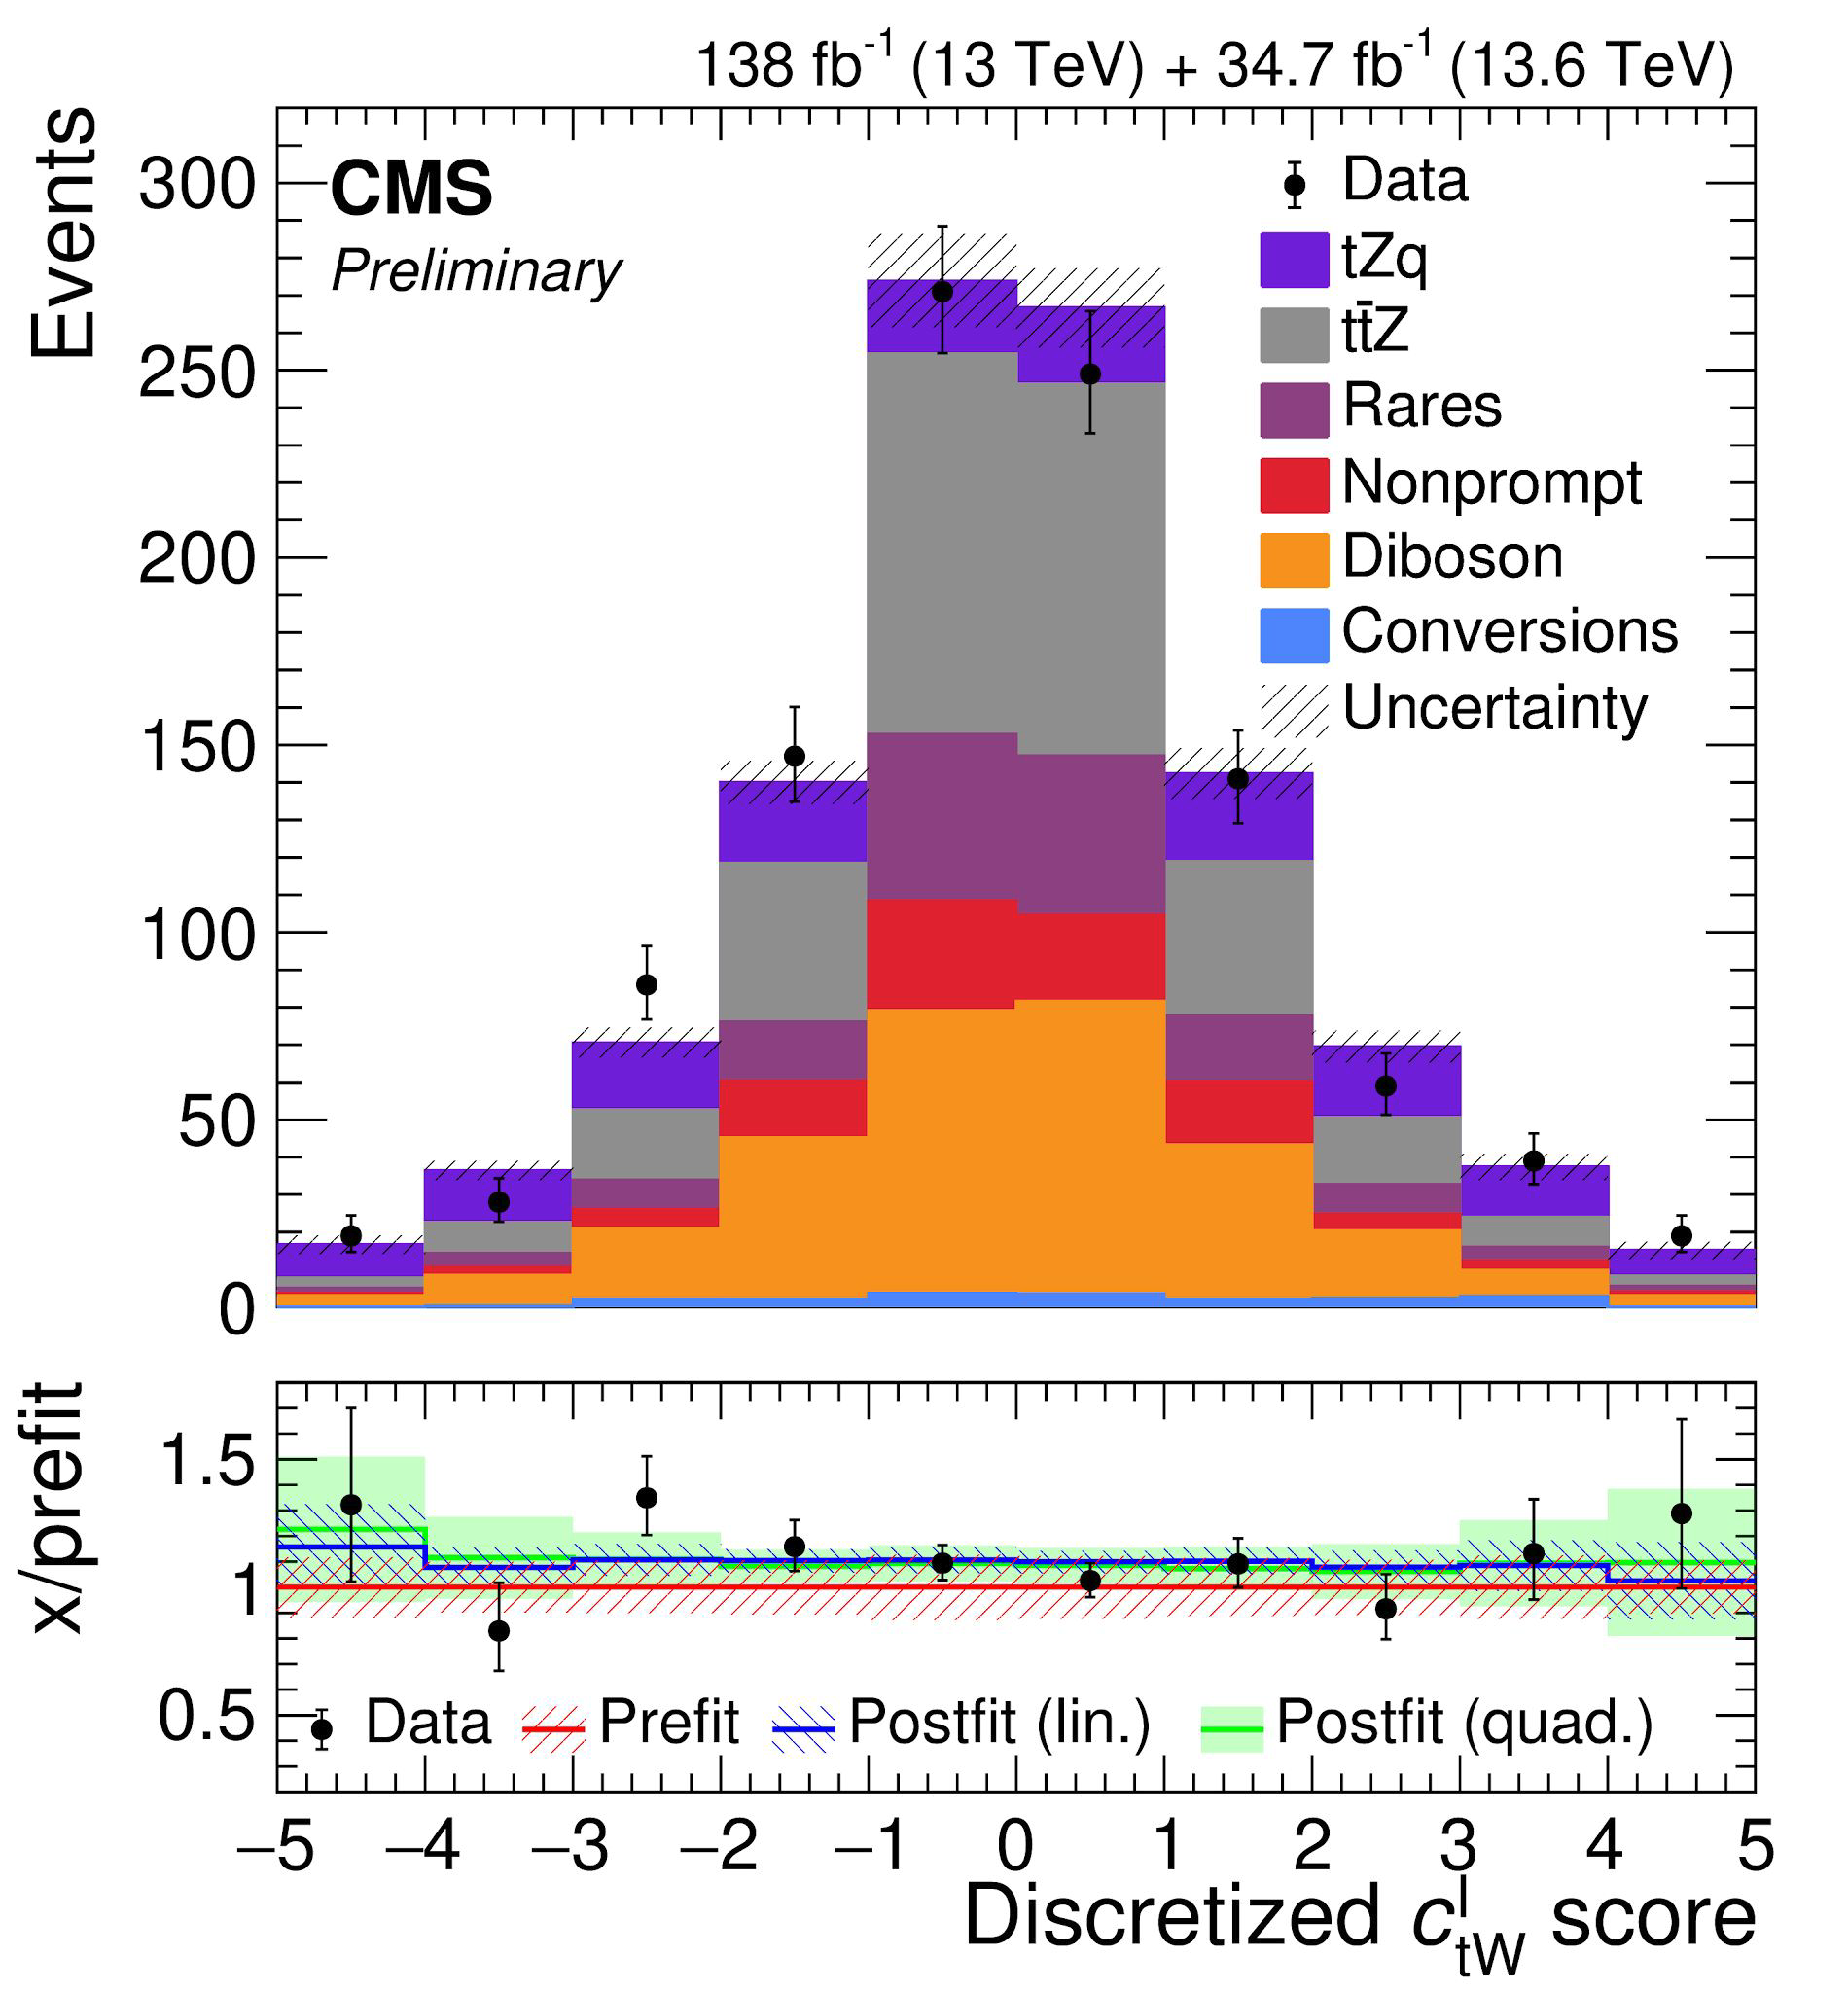 138 fb⁻¹ (13 TeV) + 34.7 fb⁻¹ (13.6 TeV)
Events
CMS
Preliminary
300
250
200
150
100
50
0
Data
tZq
tt̄Z
Rares
Nonprompt
Diboson
Conversions
Uncertainty
x/prefit
1.5
1
0.5
Data Prefit Postfit (lin.) Postfit (quad.)
−5 −4 −3 −2 −1 0 1 2 3 4 5
Discretized c^I_tW score